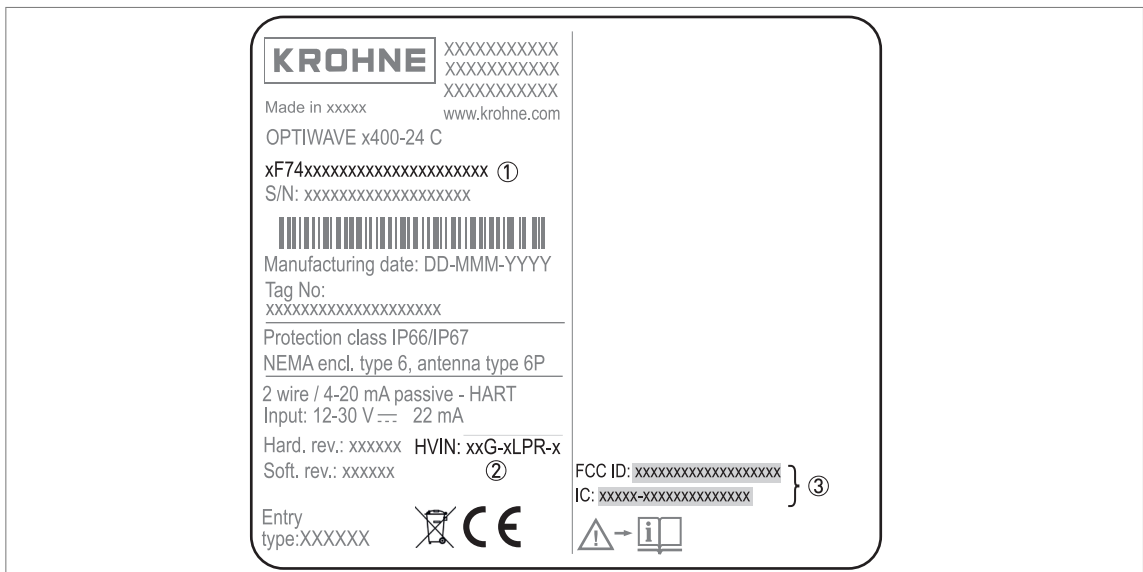 KROHNE
XXXXXXXXXXX
XXXXXXXXXXX
XXXXXXXXXXX
www.krohne.com
Made in xxxxx
OPTIWAVE x400-24 C
xF74xxxxxxxxxxxxxxxxxxxxx ①
S/N: xxxxxxxxxxxxxxxxxxx
Manufacturing date: DD-MMM-YYYY
Tag No:
xxxxxxxxxxxxxxxxxxxx
Protection class IP66/IP67
NEMA encl. type 6, antenna type 6P
2 wire / 4-20 mA passive - HART
Input: 12-30 V 22 mA
Hard. rev.: xxxxxx HVIN: xxG-xLPR-x
Soft. rev.: xxxxxx ②
Entry
type:XXXXXX
CE
FCC ID: xxxxxxxxxxxxxxxxxxx
IC: xxxxx-xxxxxxxxxxxxxx
③